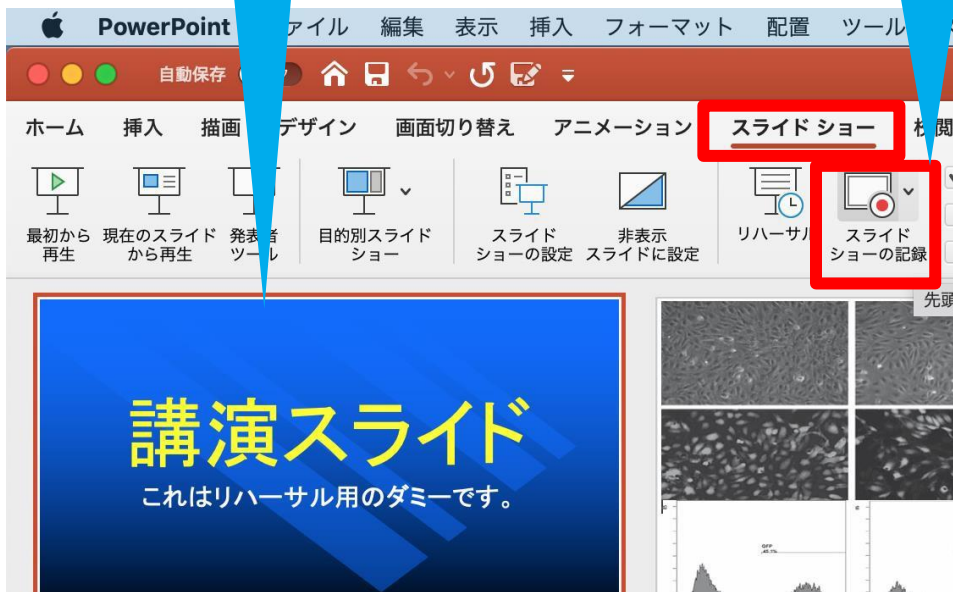 PowerPoint ァイル 編集 表示 挿入 フォーマット 配置 ツール
自動保存
ホーム 挿入 描画 デザイン 画面切り替え アニメーション スライド ショー 校閲
最初から
再生
現在のスライド
から再生
発表者
ツール
目的別スライド
ショー
スライド
ショーの設定
非表示
スライドに設定
リハーサル
スライド
ショーの記録
先頭
講演スライド
これはリハーサル用のダミーです。
GFP